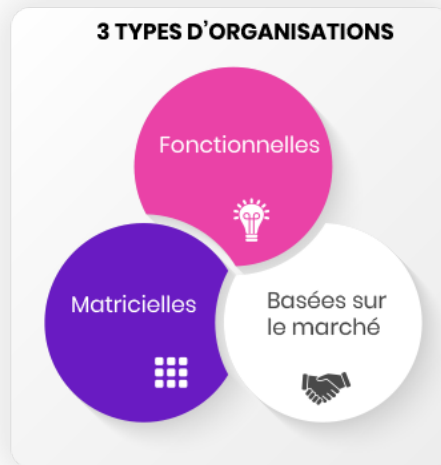 3 TYPES D’ORGANISATIONS
Fonctionnelles
Matricielles
Basées sur
le marché